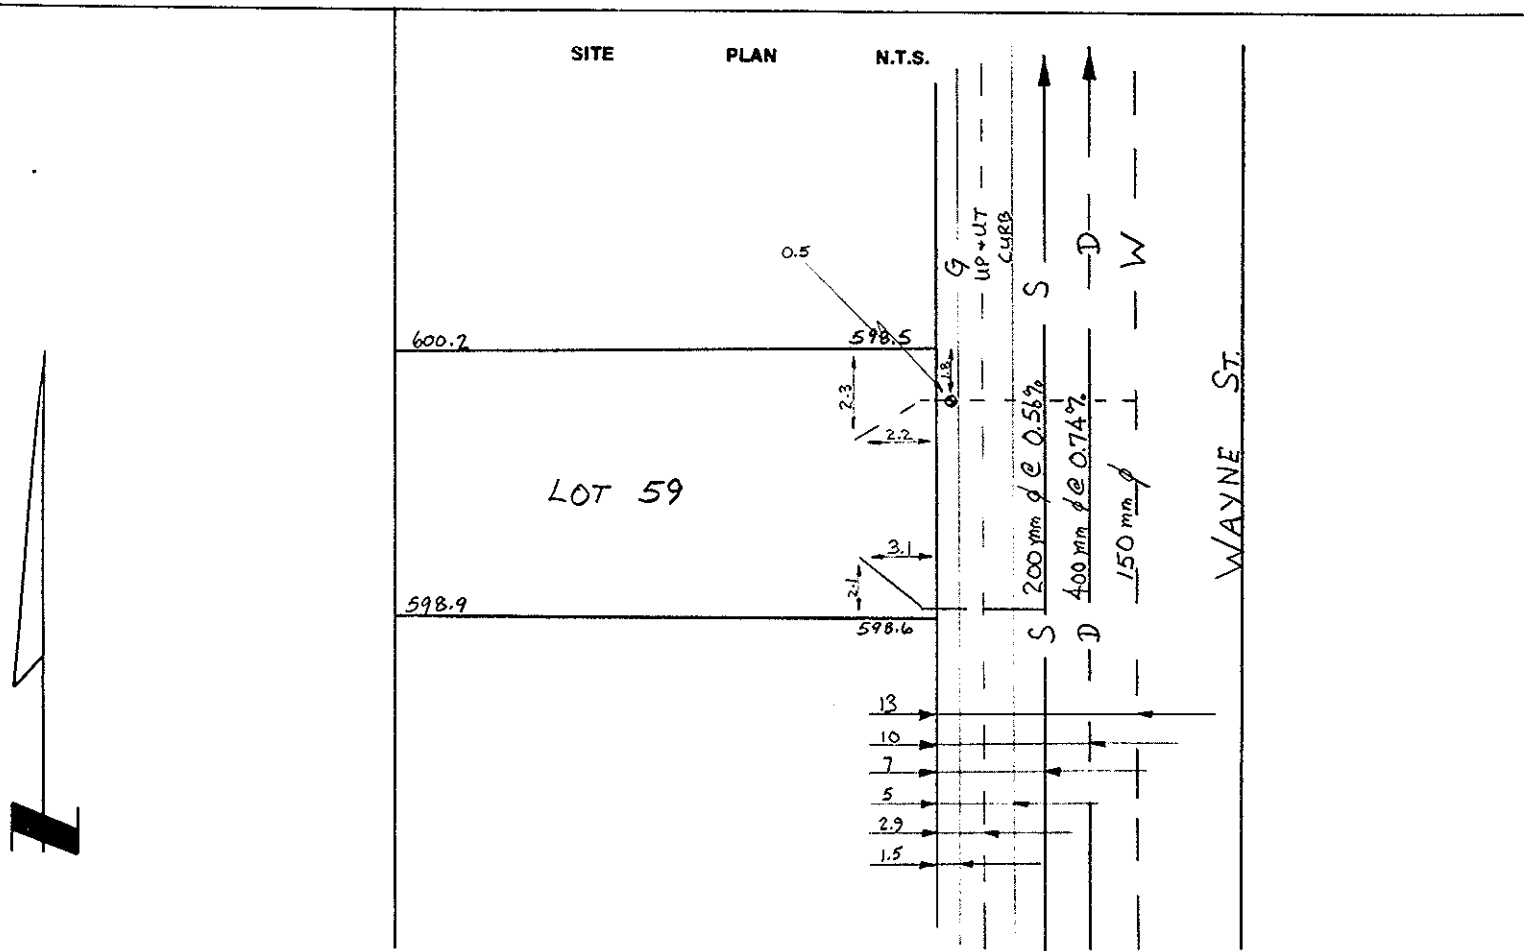 SITE PLAN N.T.S.
G
UP + UT
CURB
S
D
W
0.5
600.2
598.5
1.8
2.3
2.2
LOT 59
200 mm ϕ @ 0.56%
400 mm ϕ @ 0.74%
150 mm ϕ
WAYNE ST.
3.1
2.1
598.9
598.6
S
D
13
10
7
5
2.9
1.5
N